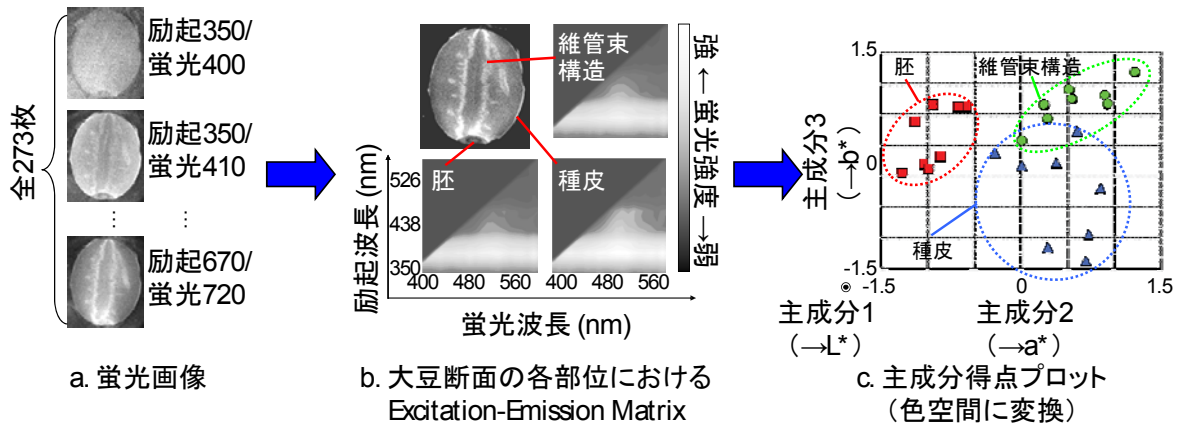 全273枚
励起350/
蛍光400
励起350/
蛍光410
… …
励起670/
蛍光720
a. 蛍光画像
維管束
構造
胚
種皮
強 ← 蛍光強度 → 弱
励起波長 (nm)
526
438
350
400 480 560
400 480 560
蛍光波長 (nm)
b. 大豆断面の各部位における
Excitation-Emission Matrix
1.5
0
-1.5
主成分3
(→b*)
胚
維管束構造
種皮
-1.5 0 1.5
主成分1
(→L*)
主成分2
(→a*)
c. 主成分得点プロット
(色空間に変換)